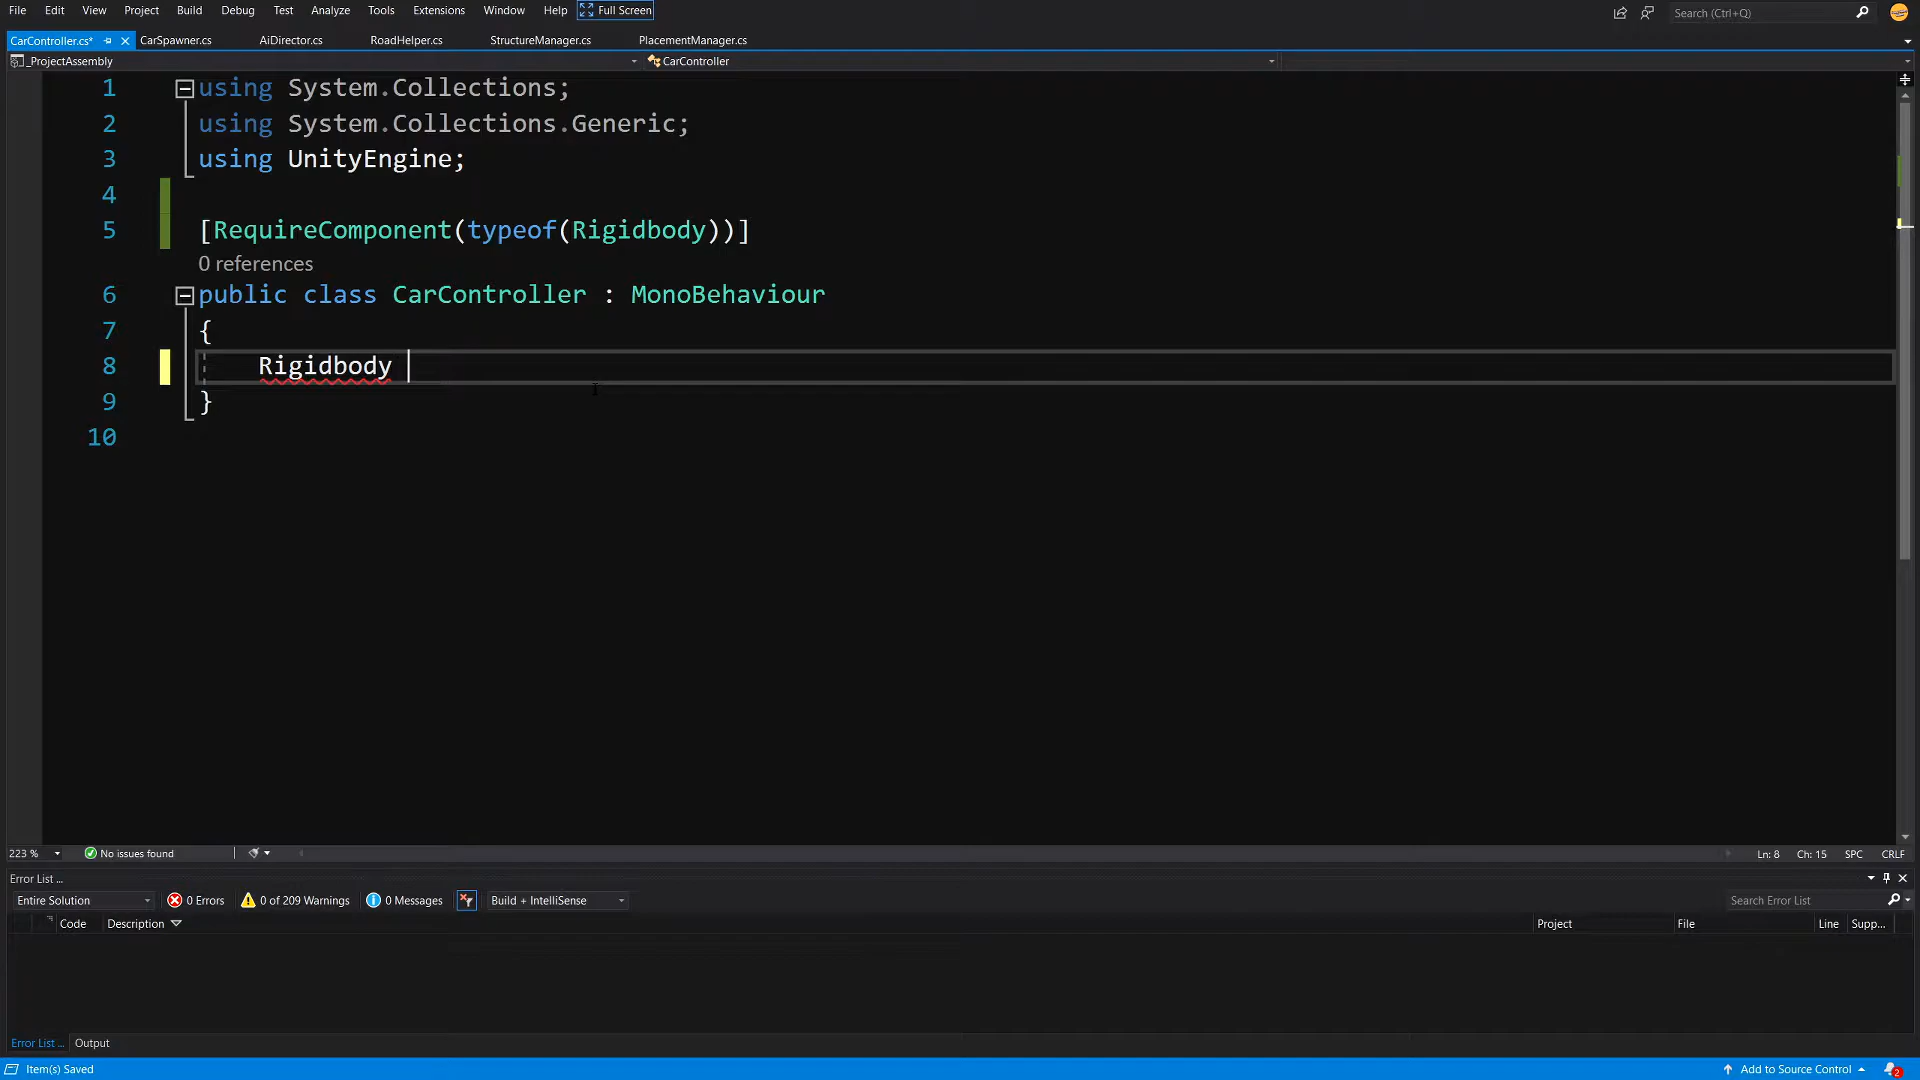 File Edit View Project Build Debug Test Analyze Tools Extensions Window Help Full Screen Search (Ctrl+Q)
CarController.cs* CarSpawner.cs AiDirector.cs RoadHelper.cs StructureManager.cs PlacementManager.cs
_ProjectAssembly CarController
1 using System.Collections;
2 using System.Collections.Generic;
3 using UnityEngine;
4
5 [RequireComponent(typeof(Rigidbody))]
0 references
6 public class CarController : MonoBehaviour
7 {
8 Rigidbody
9 }
10
223 % No issues found Ln: 8 Ch: 15 SPC CRLF
Error List ...
Entire Solution 0 Errors 0 of 209 Warnings 0 Messages Build + IntelliSense Search Error List
Code Description Project File Line Supp...
Error List ... Output
Item(s) Saved Add to Source Control 2